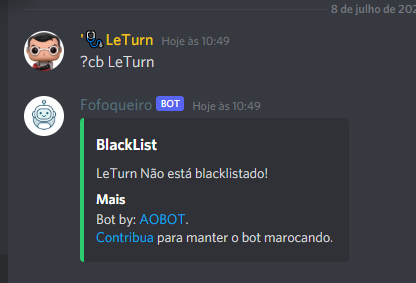 8 de julho de 202
'🩺LeTurn Hoje às 10:49
?cb LeTurn
Fofoqueiro BOT Hoje às 10:49
BlackList
LeTurn Não está blacklistado!
Mais
Bot by: AOBOT.
Contribua para manter o bot marocando.